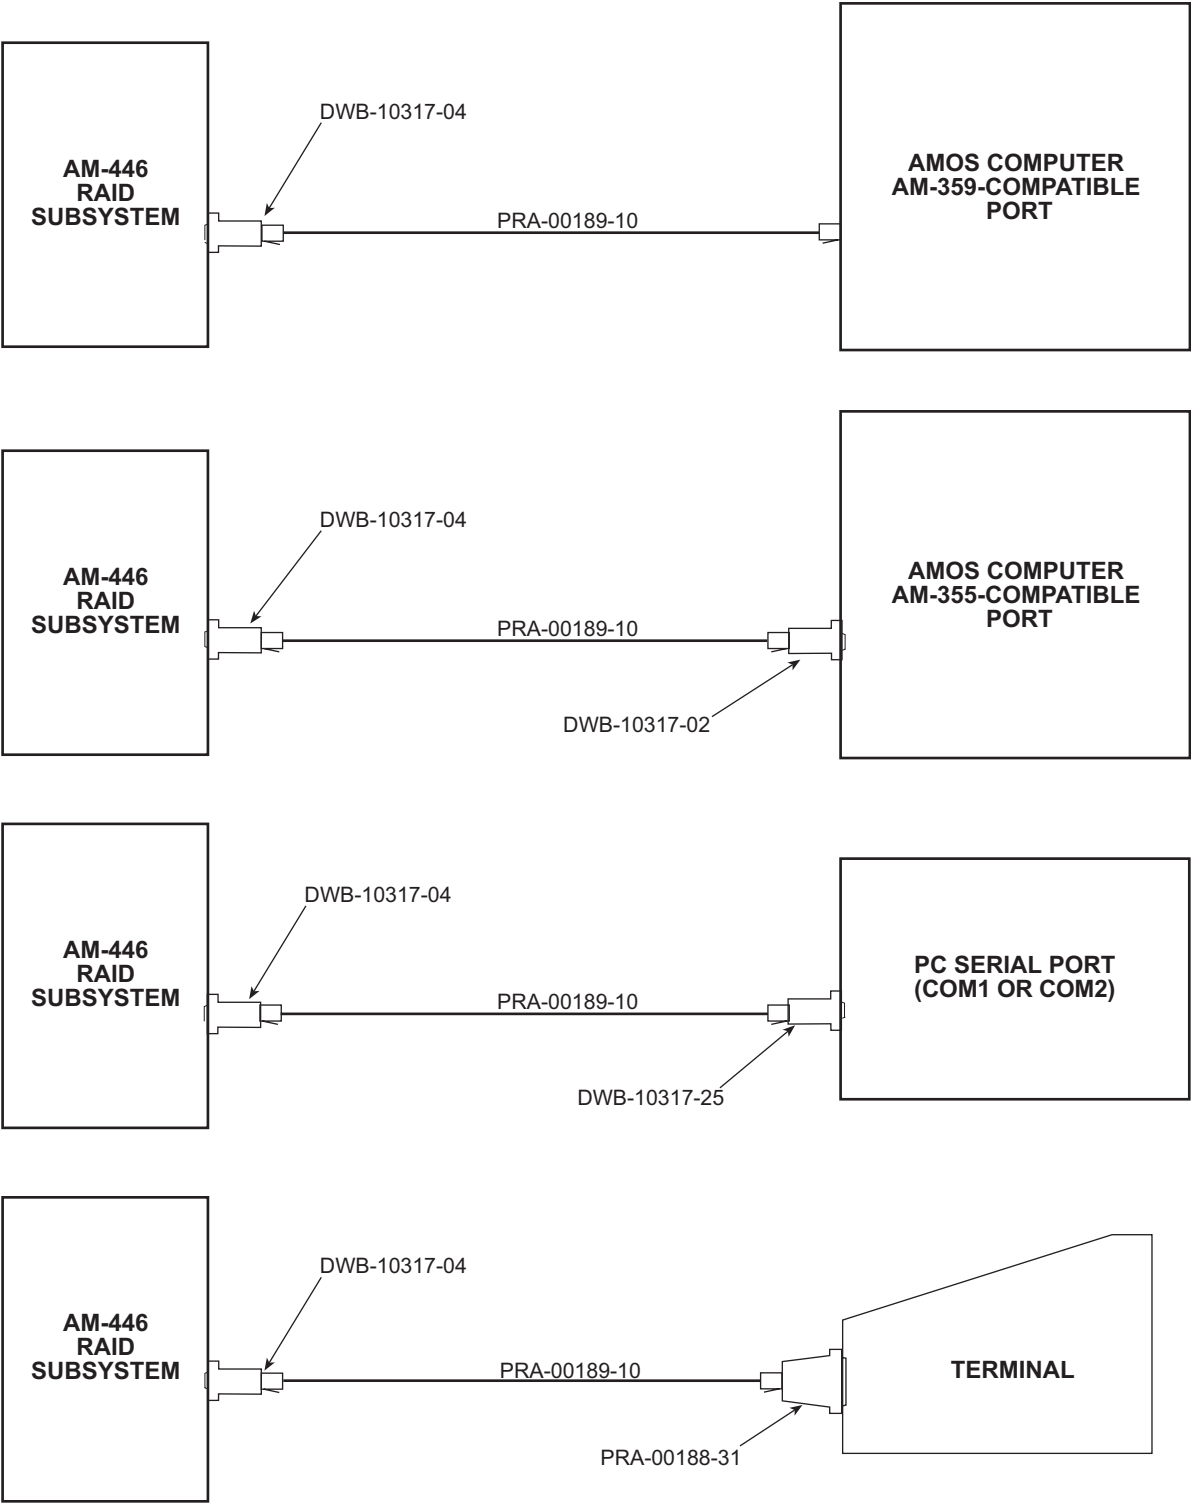 DWB-10317-04
AM-446
RAID
SUBSYSTEM
PRA-00189-10
AMOS COMPUTER
AM-359-COMPATIBLE
PORT
DWB-10317-04
AM-446
RAID
SUBSYSTEM
PRA-00189-10
AMOS COMPUTER
AM-355-COMPATIBLE
PORT
DWB-10317-02
DWB-10317-04
AM-446
RAID
SUBSYSTEM
PRA-00189-10
PC SERIAL PORT
(COM1 OR COM2)
DWB-10317-25
DWB-10317-04
AM-446
RAID
SUBSYSTEM
PRA-00189-10
TERMINAL
PRA-00188-31